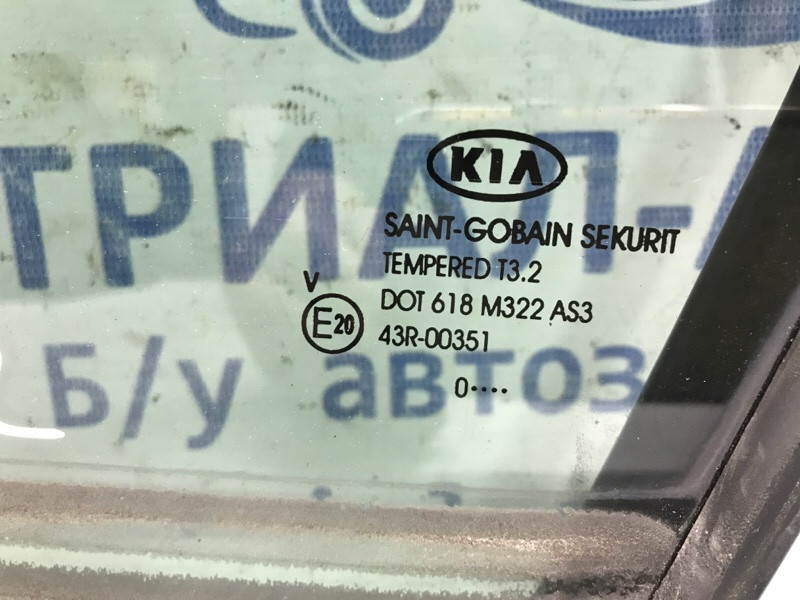 ТРИАЛ-
KIA
SAINT-GOBAIN SEKURIT
TEMPERED T3.2
DOT 618 M322 AS3
V
E20
43R-00351
0....
Б/у автоз